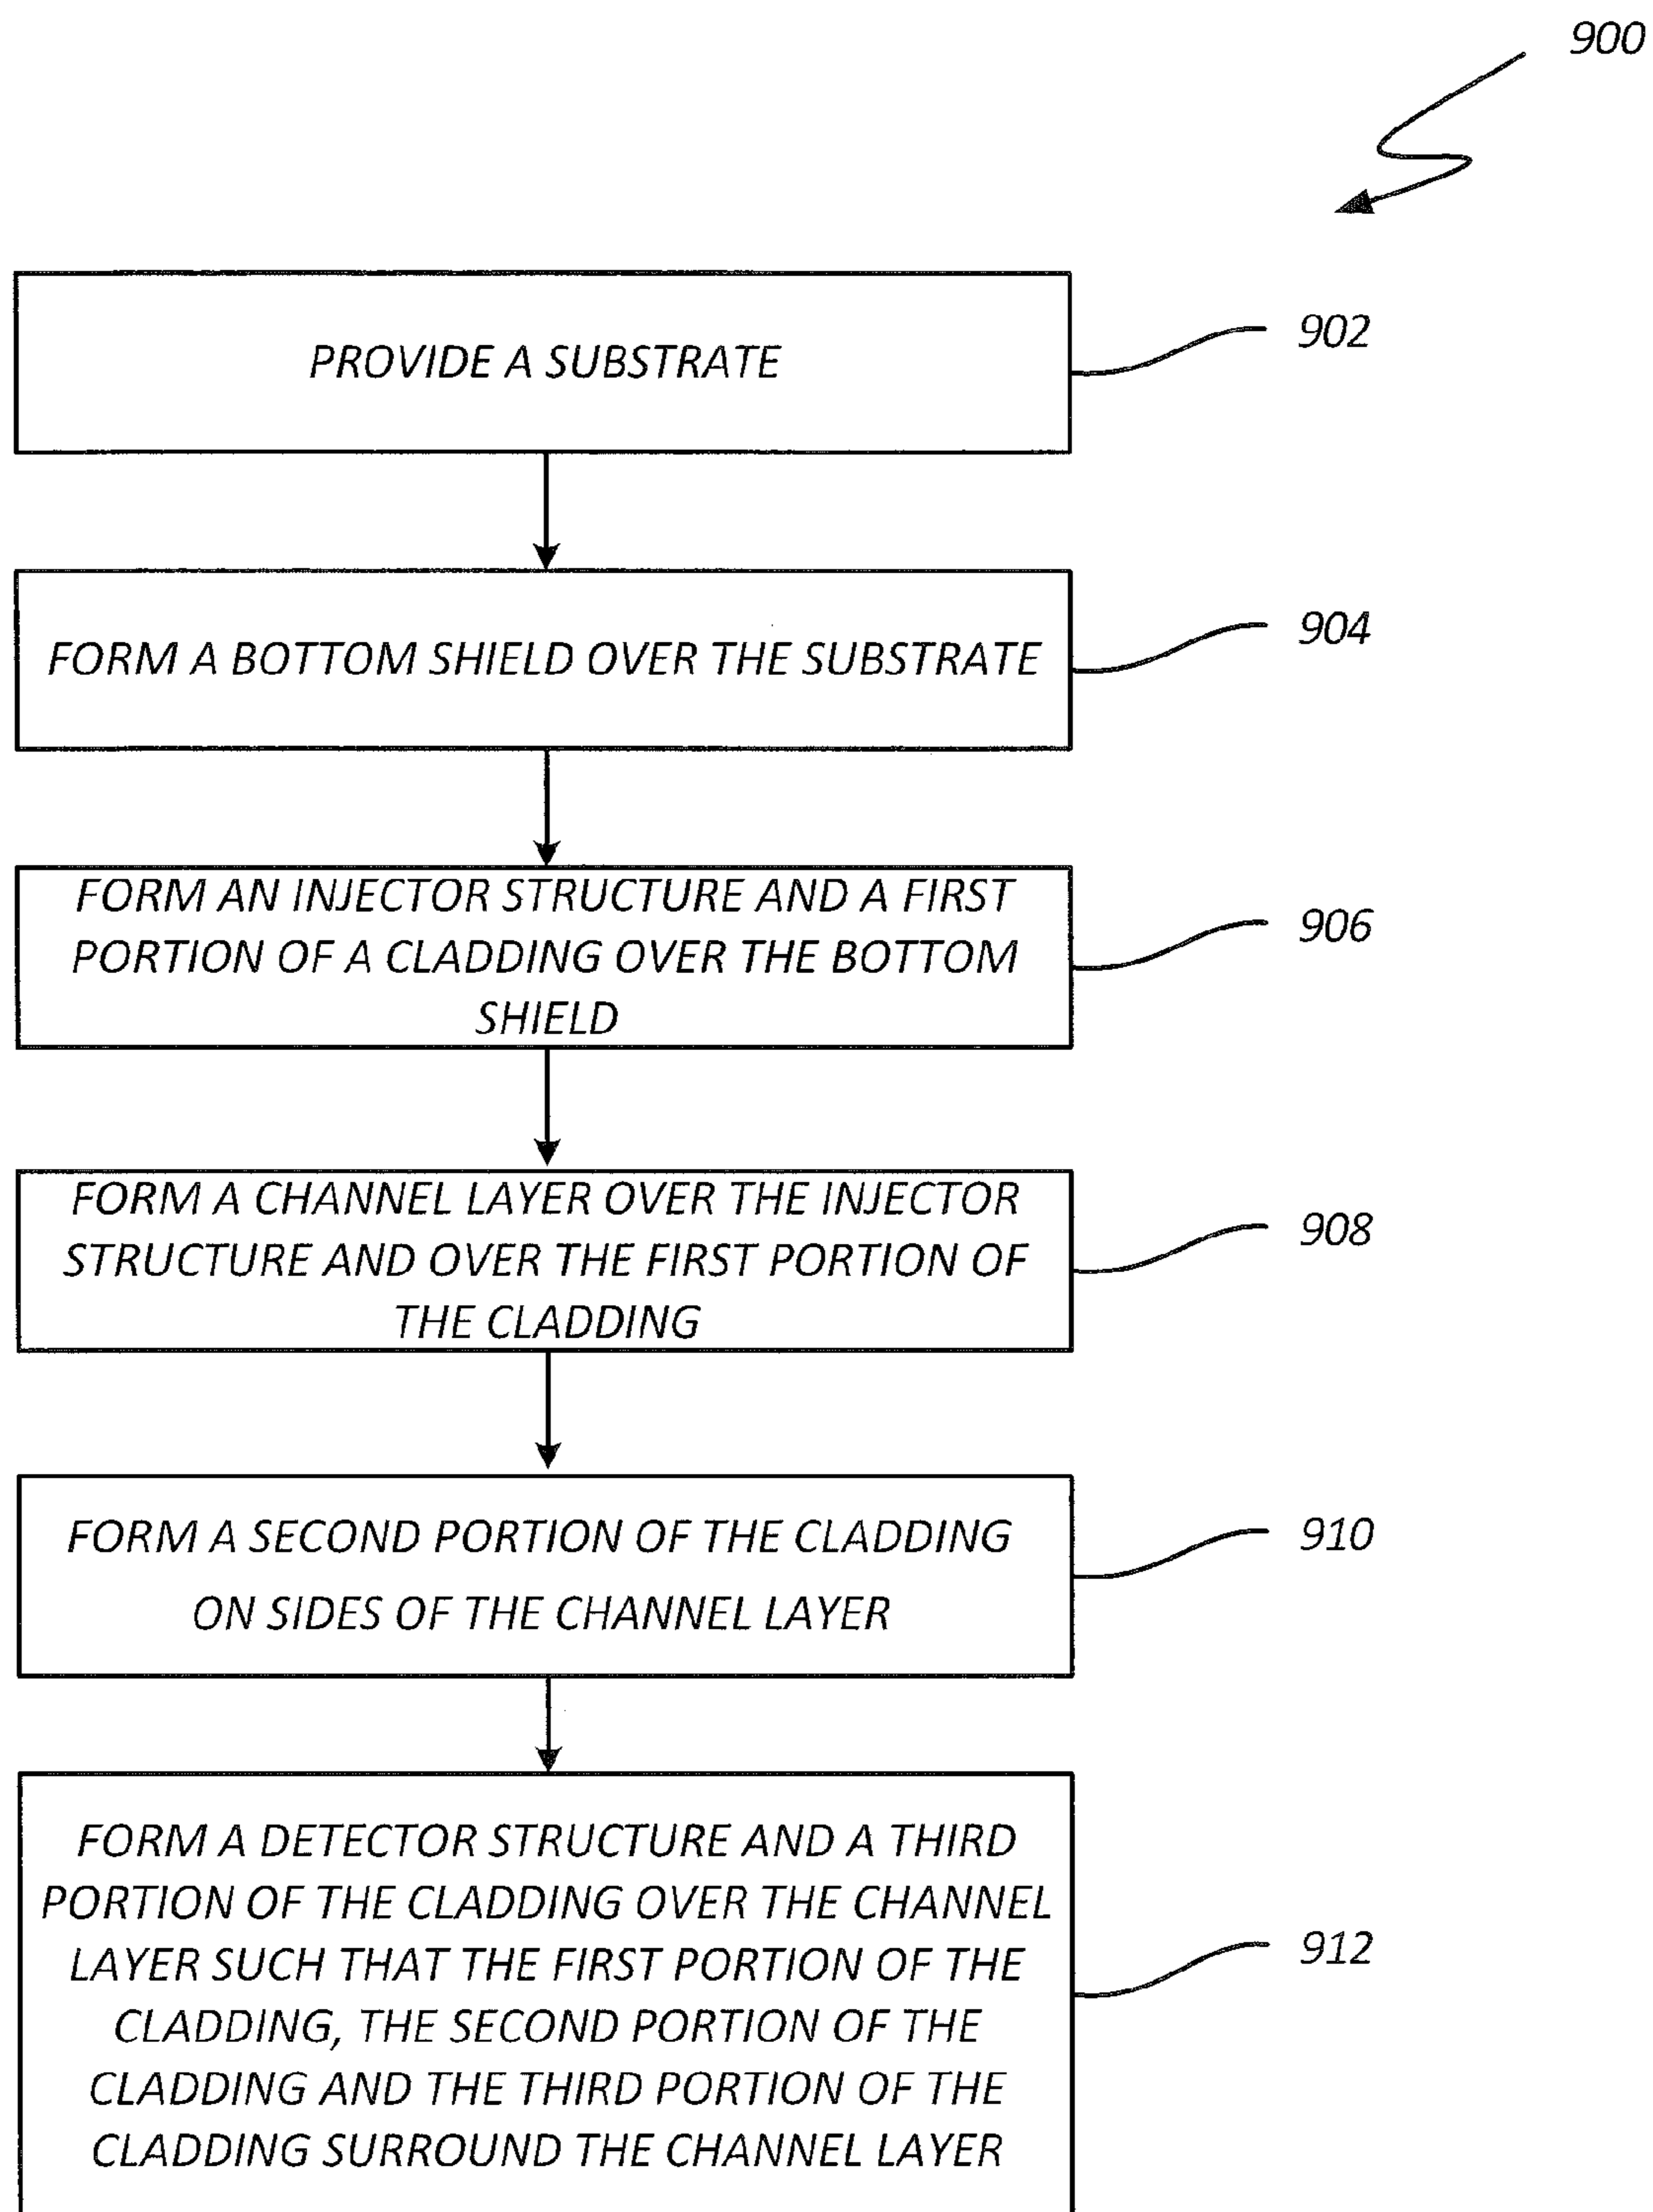 900
PROVIDE A SUBSTRATE
902
FORM A BOTTOM SHIELD OVER THE SUBSTRATE
904
FORM AN INJECTOR STRUCTURE AND A FIRST
PORTION OF A CLADDING OVER THE BOTTOM
SHIELD
906
FORM A CHANNEL LAYER OVER THE INJECTOR
STRUCTURE AND OVER THE FIRST PORTION OF
THE CLADDING
908
FORM A SECOND PORTION OF THE CLADDING
ON SIDES OF THE CHANNEL LAYER
910
FORM A DETECTOR STRUCTURE AND A THIRD
PORTION OF THE CLADDING OVER THE CHANNEL
LAYER SUCH THAT THE FIRST PORTION OF THE
CLADDING, THE SECOND PORTION OF THE
CLADDING AND THE THIRD PORTION OF THE
CLADDING SURROUND THE CHANNEL LAYER
912